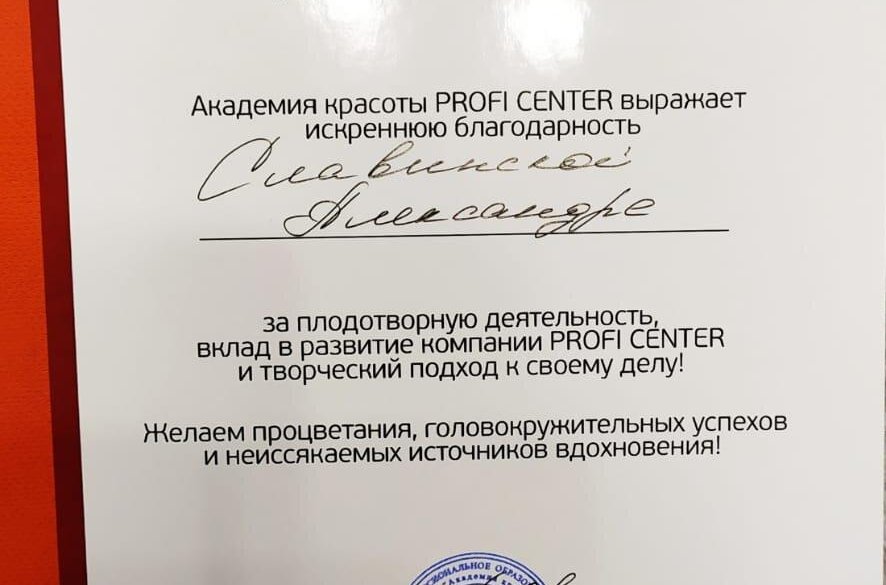 Академия красоты PROFI CENTER выражает
искреннюю благодарность
Славинской
Александре
за плодотворную деятельность,
вклад в развитие компании PROFI CENTER
и творческий подход к своему делу!
Желаем процветания, головокружительных успехов
и неиссякаемых источников вдохновения!